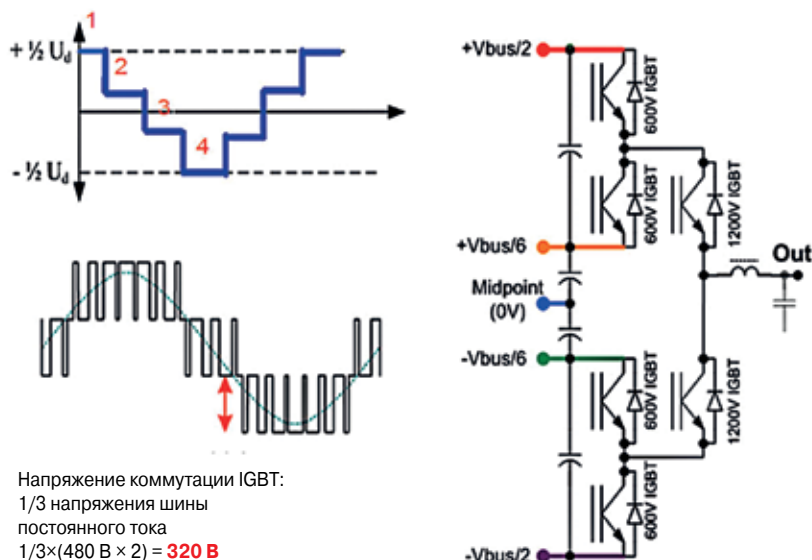 1
+ ½ U_d
2
3
4
- ½ U_d
Напряжение коммутации IGBT:
1/3 напряжения шины
постоянного тока
1/3×(480 В × 2) = 320 В
+Vbus/2
600V IGBT
600V IGBT
1200V IGBT
+Vbus/6
Out
Midpoint
(0V)
-Vbus/6
600V IGBT
1200V IGBT
600V IGBT
-Vbus/2